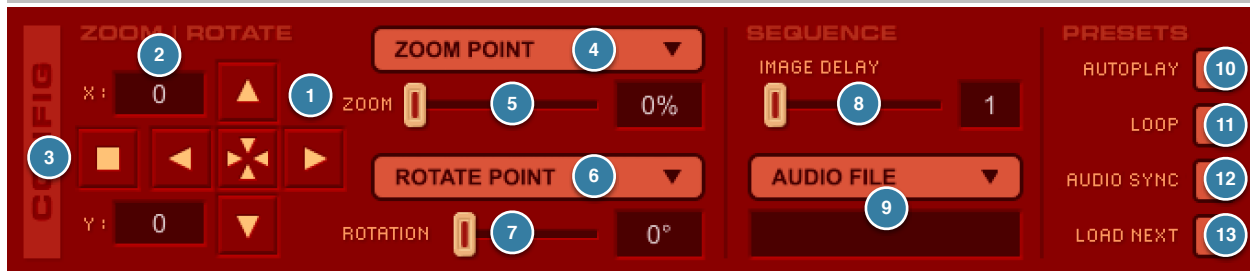 CONFIG
ZOOM | ROTATE
2
X: 0
1
3
Y: 0
ZOOM POINT 4
ZOOM 5 0%
ROTATE POINT 6
ROTATION 7 0°
SEQUENCE
IMAGE DELAY
8 1
AUDIO FILE
9
PRESETS
AUTOPLAY 10
LOOP 11
AUDIO SYNC 12
LOAD NEXT 13